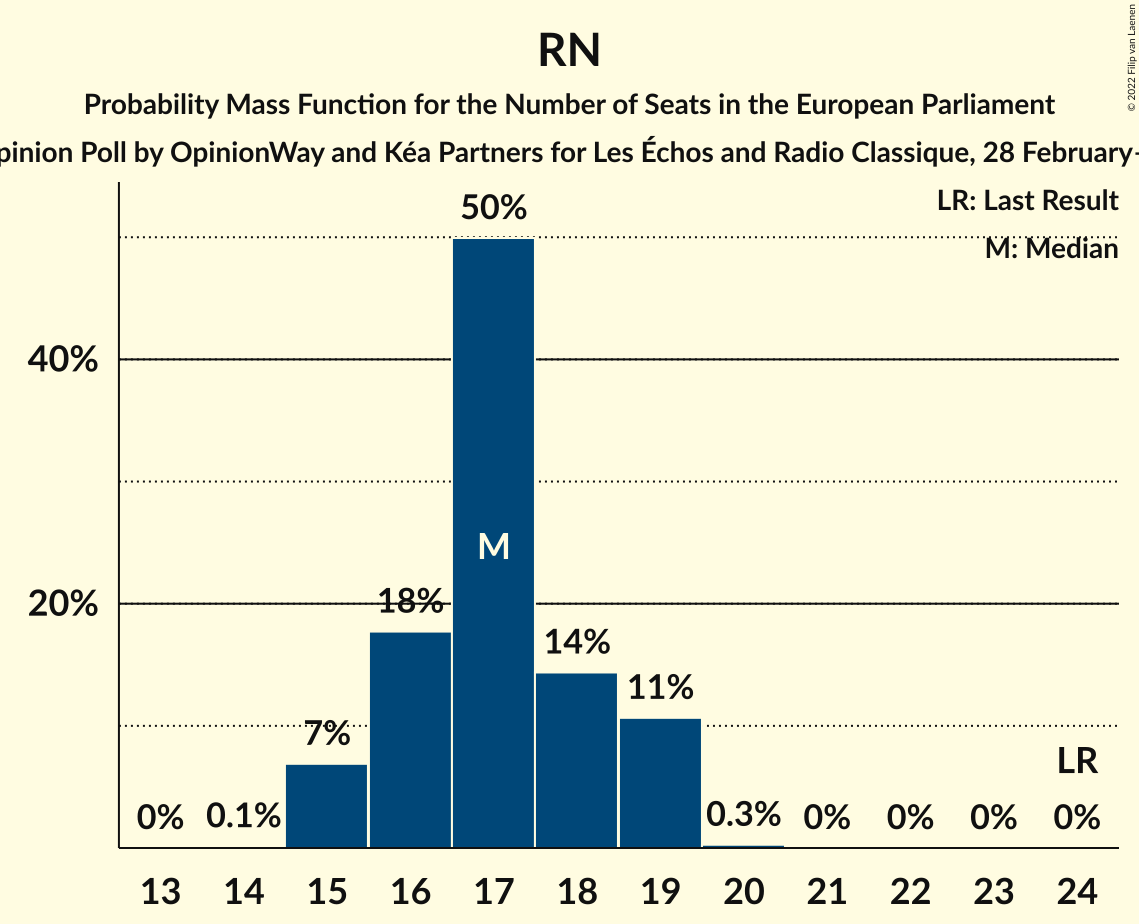 RN
Probability Mass Function for the Number of Seats in the European Parliament
pinion Poll by OpinionWay and Kéa Partners for Les Échos and Radio Classique, 28 February–
© 2022 Filip van Laenen
LR: Last Result
M: Median
50%
40%
M
18%
20%
14%
11%
7%
LR
0% 0.1% 0.3% 0% 0% 0% 0%
13 14 15 16 17 18 19 20 21 22 23 24